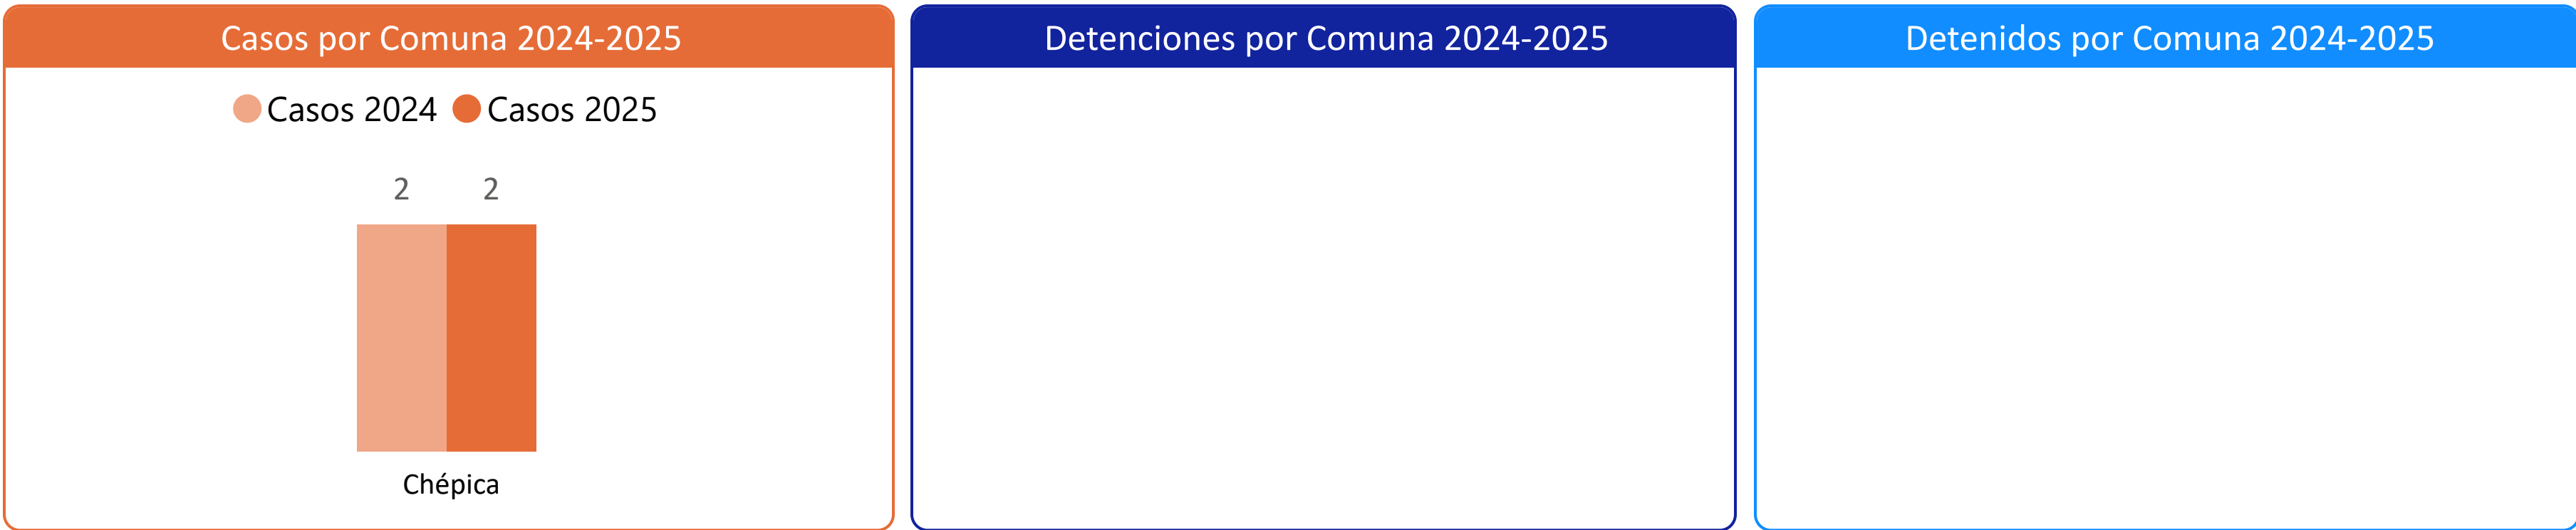 Casos por Comuna 2024-2025
Casos 2024 Casos 2025
2 2
Chépica
Detenciones por Comuna 2024-2025
Detenidos por Comuna 2024-2025